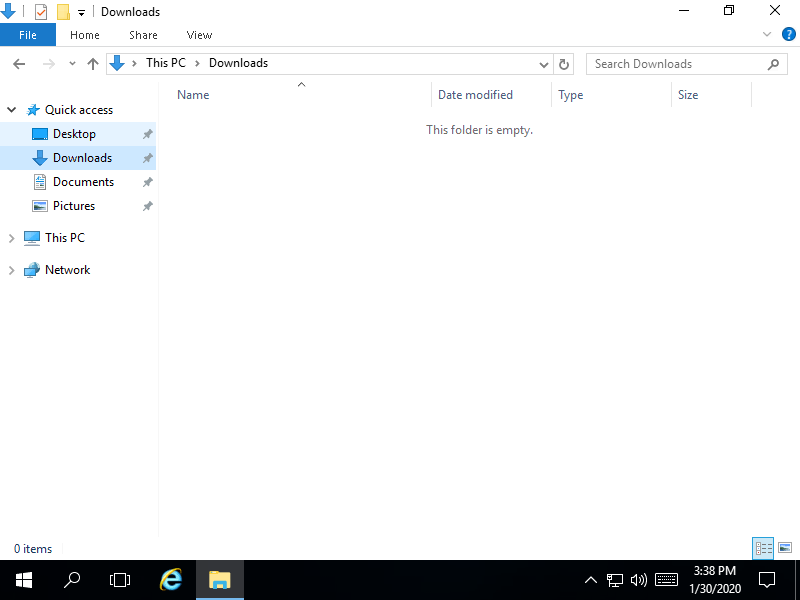 Downloads
File Home Share View
This PC Downloads
Search Downloads
Name Date modified Type Size
This folder is empty.
Quick access
Desktop
Downloads
Documents
Pictures
This PC
Network
0 items
3:38 PM
1/30/2020